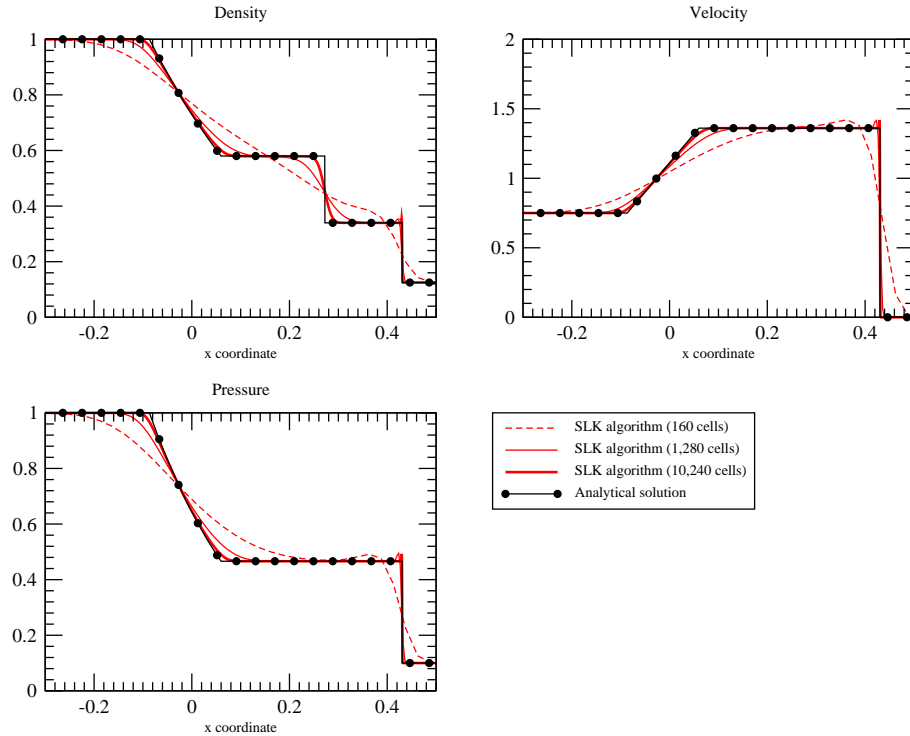 Density
1
0.8
0.6
0.4
0.2
0
-0.2
0
0.2
0.4
x coordinate
Velocity
2
1.5
1
0.5
0
-0.2
0
0.2
0.4
x coordinate
Pressure
1
0.8
0.6
0.4
0.2
0
-0.2
0
0.2
0.4
x coordinate
SLK algorithm (160 cells)
SLK algorithm (1,280 cells)
SLK algorithm (10,240 cells)
Analytical solution